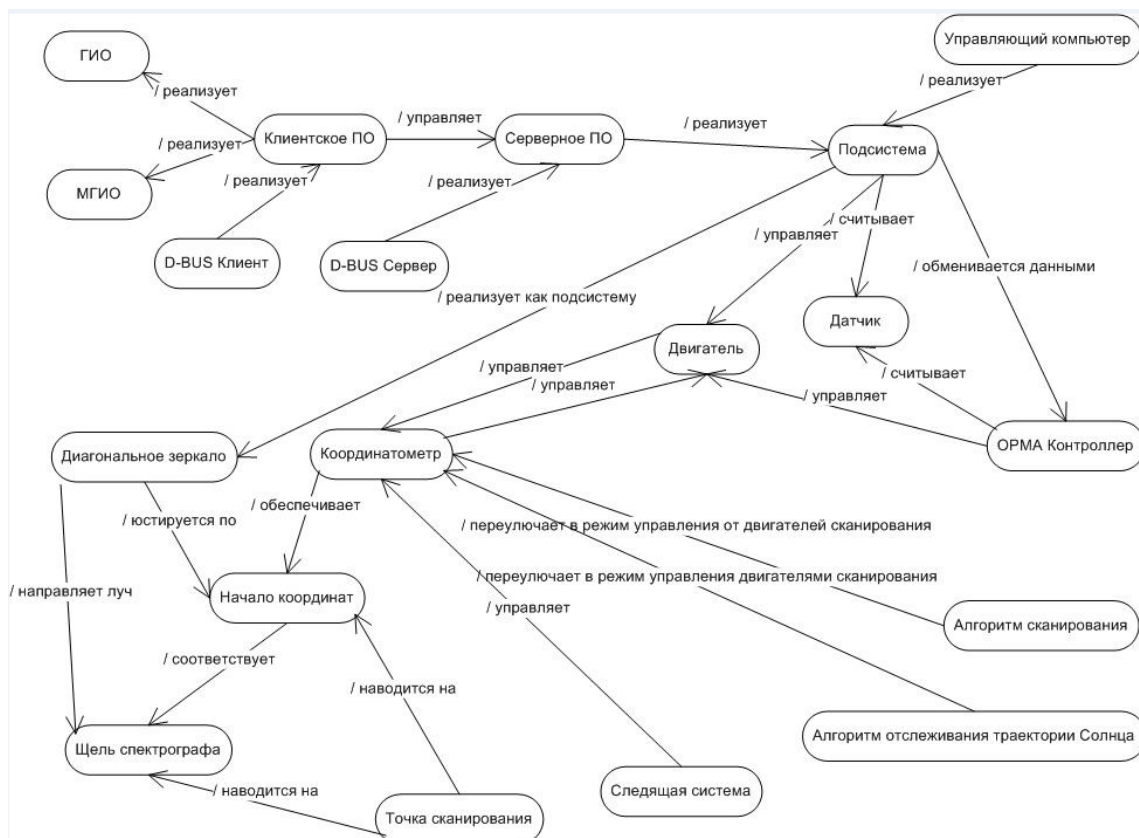 Управляющий компьютер
ГИО
/ реализует
/ реализует
/ управляет
/ реализует
Клиентское ПО
Серверное ПО
Подсистема
/ реализует
МГИО
/ реализует
/ реализует
/ считывает
/ управляет
D-BUS Клиент
D-BUS Сервер
/ обменивается данными
/ реализует как подсистему
Датчик
Двигатель
/ управляет
/ считывает
/ управляет
/ управляет
Диагональное зеркало
Координатометр
ОРМА Контроллер
/ обеспечивает
/ юстируется по
/ переулючает в режим управления от двигателей сканирования
/ переулючает в режим управления двигателями сканирования
/ направляет луч
Начало координат
/ управляет
Алгоритм сканирования
/ соответствует
/ наводится на
Алгоритм отслеживания траектории Солнца
Щель спектрографа
/ наводится на
Следящая система
Точка сканирования